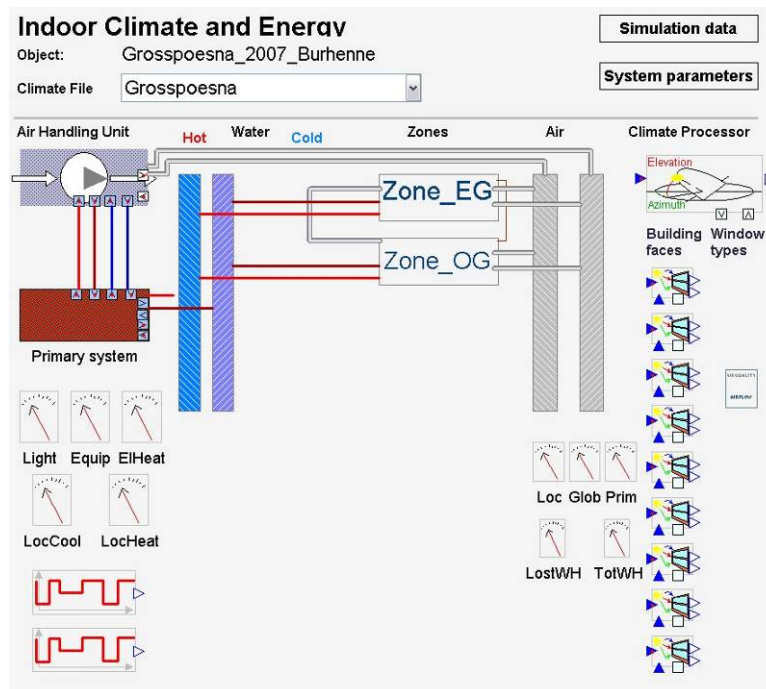 Indoor Climate and Energy
Simulation data
Object: Grosspoesna_2007_Burhenne
Climate File Grosspoesna
System parameters
Air Handling Unit Hot Water Cold Zones Air Climate Processor
Elevation
Azimuth
Zone_EG
Building faces
Window types
Zone_OG
Primary system
AIRFLOW
Light Equip ElHeat
Loc Glob Prim
LocCool LocHeat
LostWH TotWH